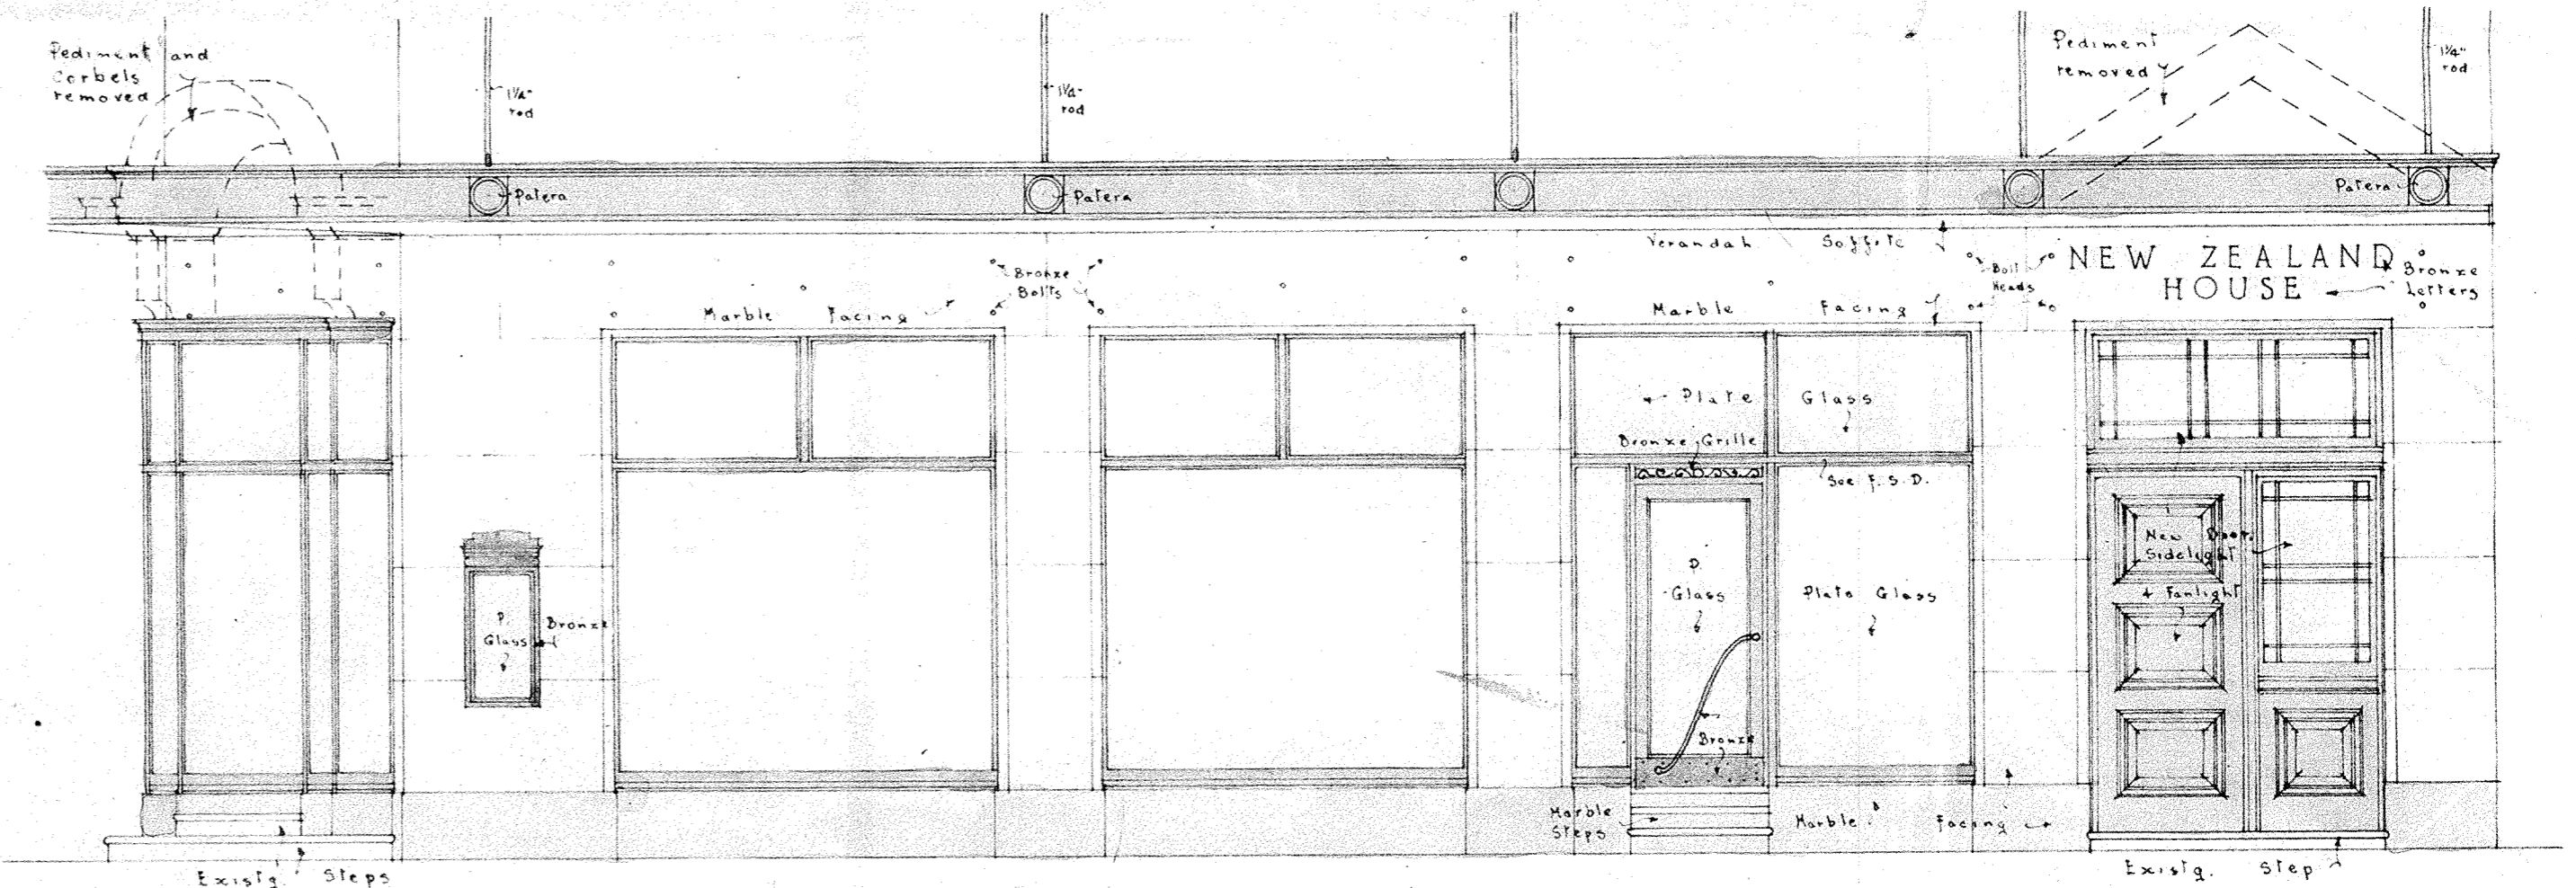 Pediment and
Corbels
removed
1¼"
rod
1¼"
rod
Pediment
removed
1¼"
rod
Patera
Patera
Patera
Verandah Soffite
Bronze
Bolts
Bolt
Heads
NEW ZEALAND
HOUSE
Bronze
Letters
Marble Facing
Marble Facing
Plate Glass
Bronze Grille
See F.S.D.
P.
Glass
Bronze
P.
Glass
Plate Glass
Bronze
New Door,
Sidelight
& Fanlight
Marble
Steps
Marble Facing
Existg. Steps
Existg. Step